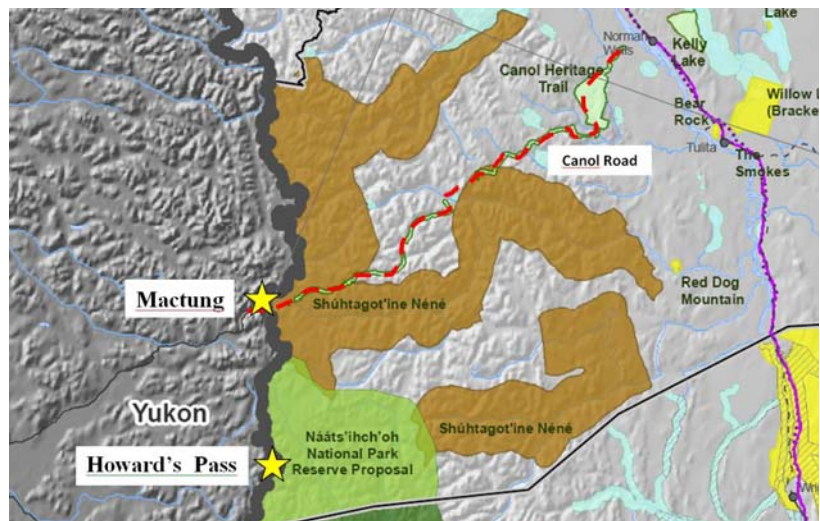 Lake
Norman
Wells
Kelly
Lake
Canol Heritage
Trail
Willow L
(Bracke
Bear
Rock
Tulita
The
Smokes
Canol Road
Red Dog
Mountain
Mactung
Shúhtagot'ine Néné
Yukon
Nááts'ihch'oh
National Park
Reserve Proposal
Shúhtagot'ine Néné
Howard's Pass
Wrig